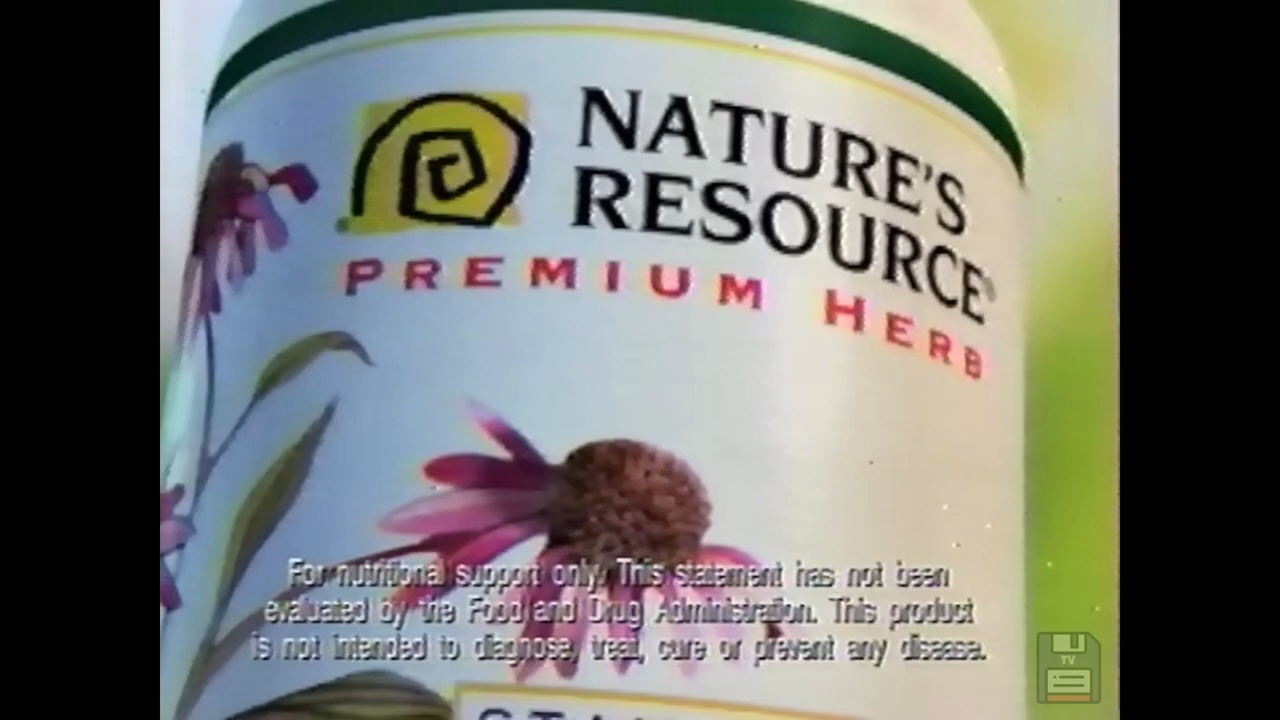 NATURE'S
RESOURCE®
PREMIUM HERB
For nutritional support only. This statement has not been
evaluated by the Food and Drug Administration. This product
is not intended to diagnose, treat, cure or prevent any disease.
TV